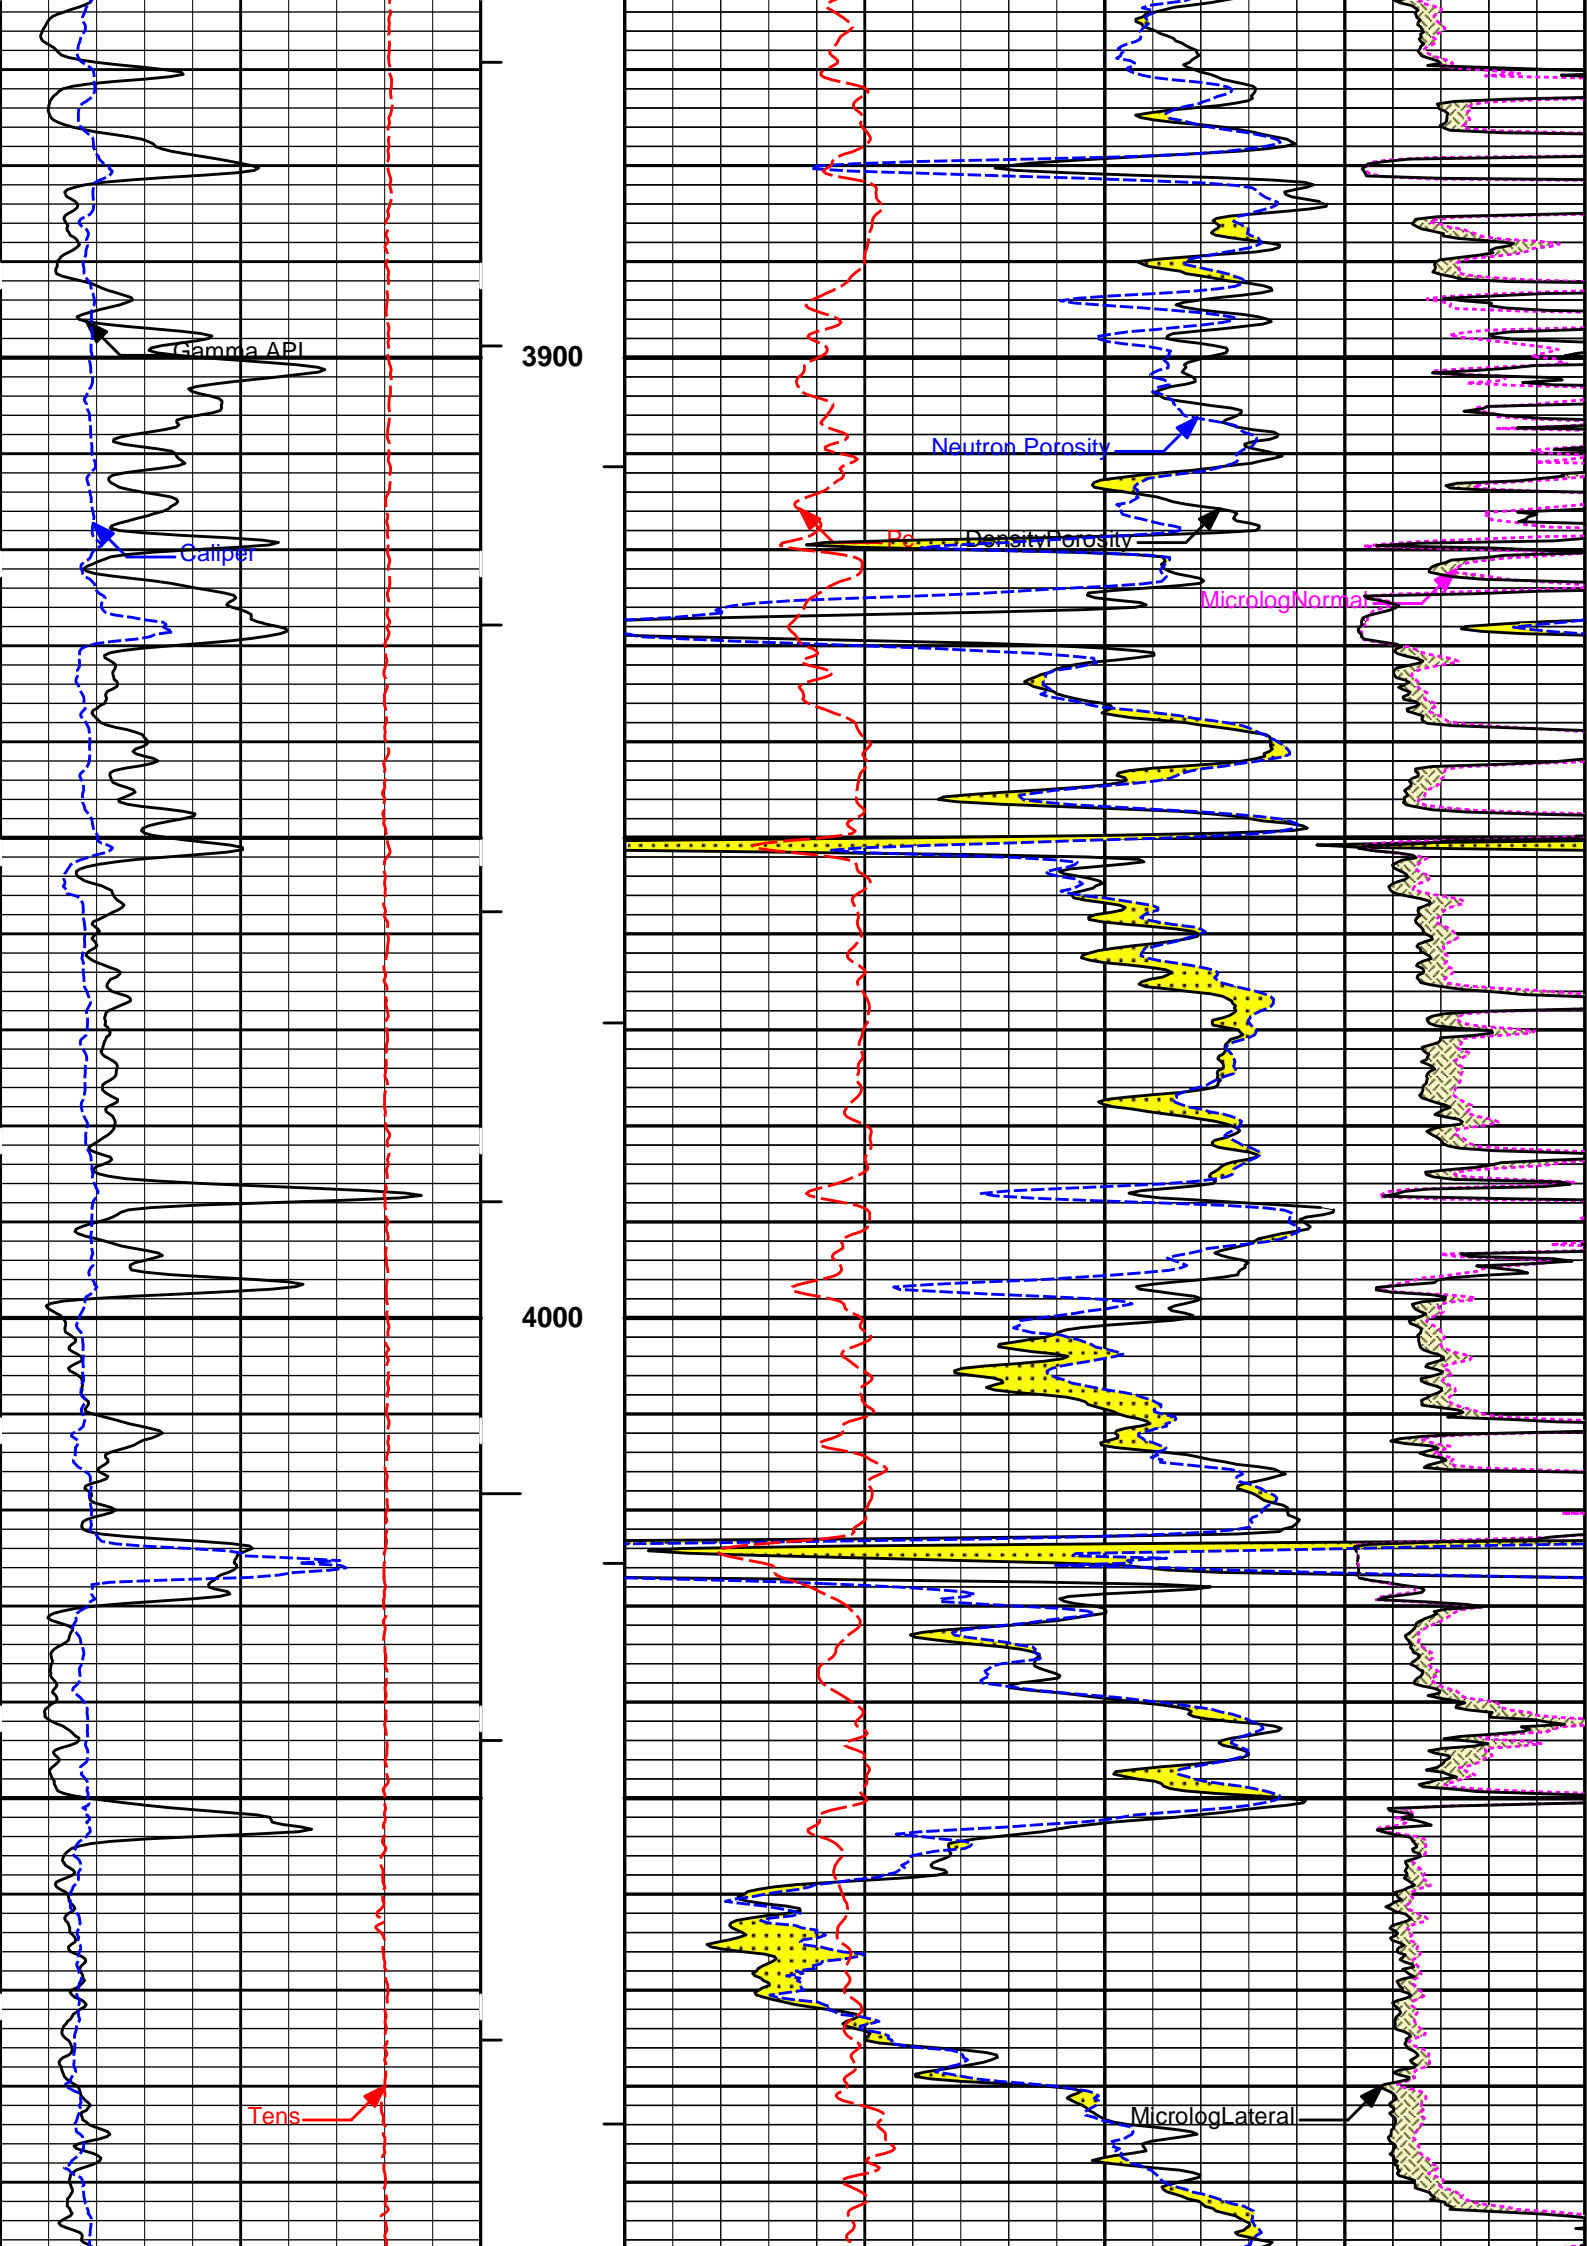 Gamma API
3900
Neutron Porosity
Pe
DensityPorosity
Caliper
MicrologNormal
4000
Tens
MicrologLateral